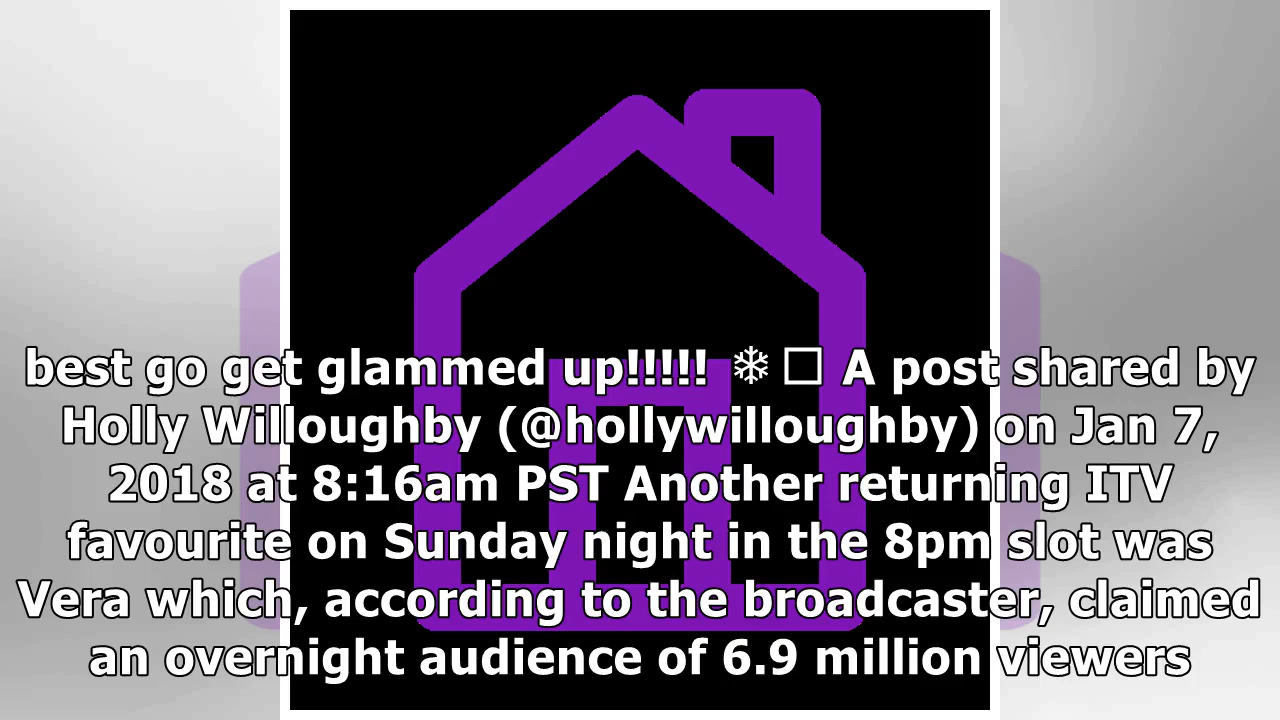 best go get glammed up!!!!! ❄□ A post shared by
Holly Willoughby (@hollywilloughby) on Jan 7,
2018 at 8:16am PST Another returning ITV
favourite on Sunday night in the 8pm slot was
Vera which, according to the broadcaster, claimed
an overnight audience of 6.9 million viewers